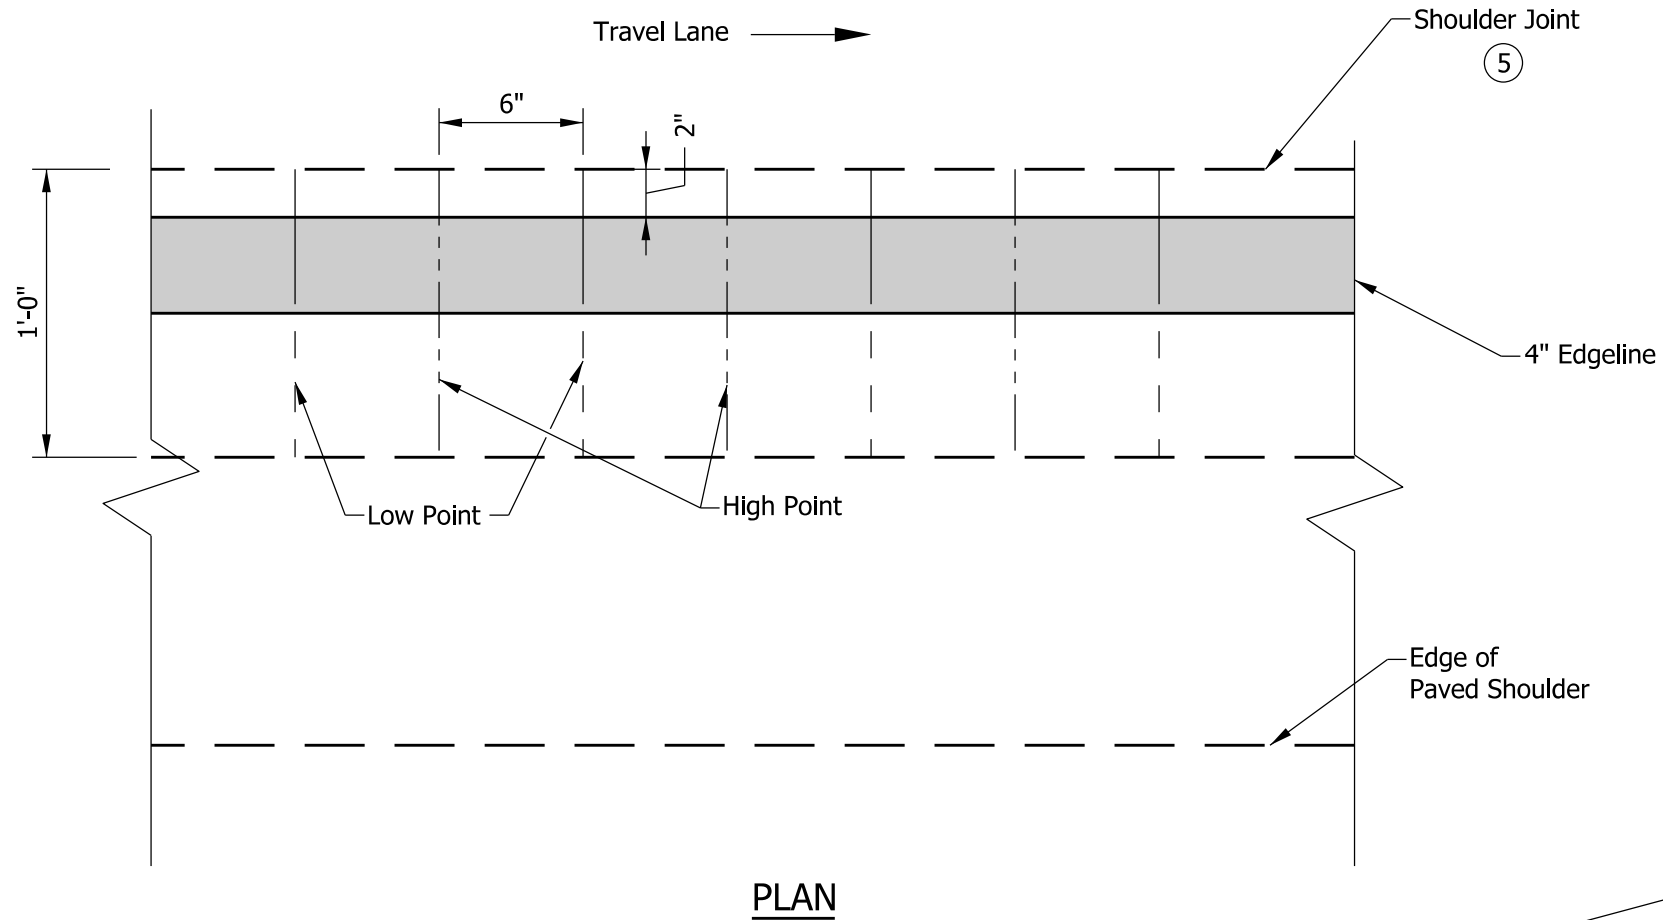 Travel Lane
Shoulder Joint
5
6"
2"
1'-0"
4" Edgeline
Low Point
High Point
Edge of
Paved Shoulder
PLAN